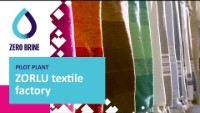 ZERO BRINE
PILOT PLANT
ZORLU textile
factory